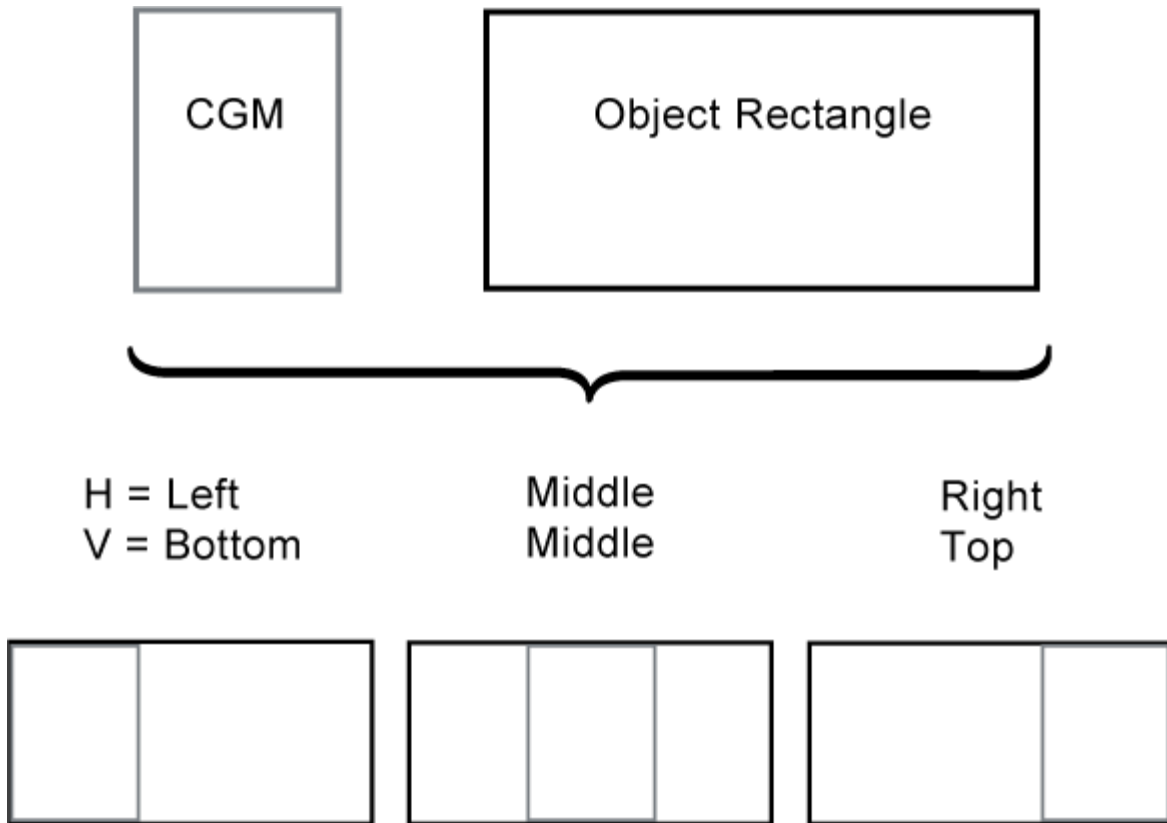 CGM
Object Rectangle
H = Left
V = Bottom
Middle
Middle
Right
Top